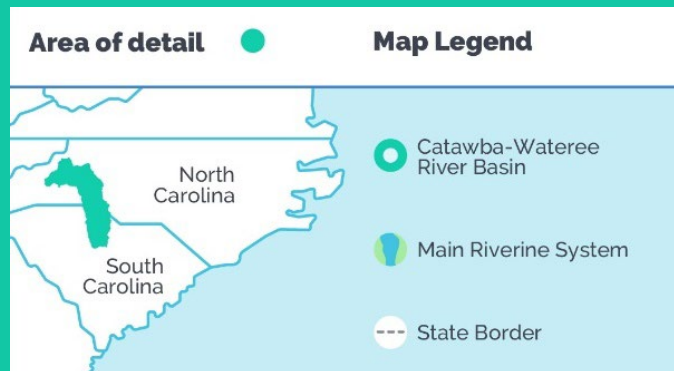 Area of detail
Map Legend
North
Carolina
South
Carolina
Catawba-Wateree
River Basin
Main Riverine System
State Border